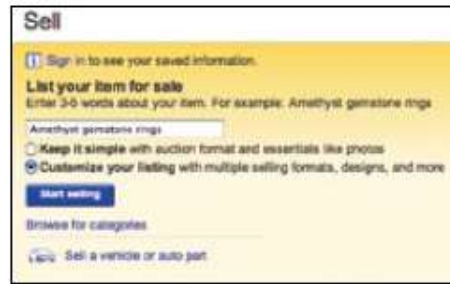 Sell
Sign in to see your saved information.
List your item for sale
Enter 3-5 words about your item. For example: Amethyst gemstone rings
Amethyst gemstone rings
Keep it simple with auction format and essentials like photos
Customize your listing with multiple selling formats, designs, and more
Start selling
Browse for categories
Sell a vehicle or auto part